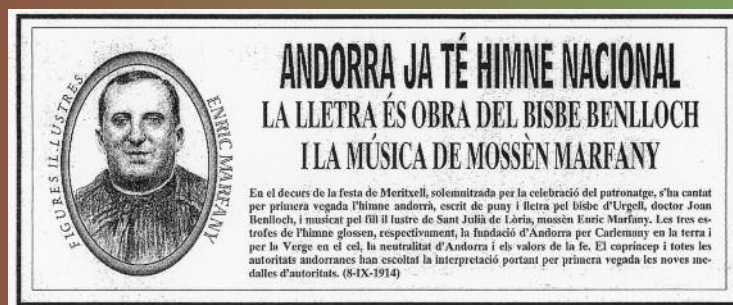 FIGURES IL.LUSTRES
ENRIC MARFANY
ANDORRA JA TÉ HIMNE NACIONAL
LA LLETRA ÉS OBRA DEL BISBE BENLLOCH
I LA MÚSICA DE MOSSÈN MARFANY
En el decurs de la festa de Meritxell, solemnitzada per la celebració del patronatge, s'ha cantat
per primera vegada l'himne andorrà, escrit de puny i lletra pel bisbe d'Urgell, doctor Joan
Benlloch, i musicat pel fill il lustre de Sant Julià de Lòria, mossèn Enric Marfany. Les tres es-
trofes de l'himne glossen, respectivament, la fundació d'Andorra per Carlemany en la terra i
per la Verge en el cel, la neutralitat d'Andorra i els valors de la fe. El copríncep i totes les
autoritats andorranes han escoltat la interpretació portant per primera vegada les noves me-
dalles d'autoritats. (8-IX-1914)